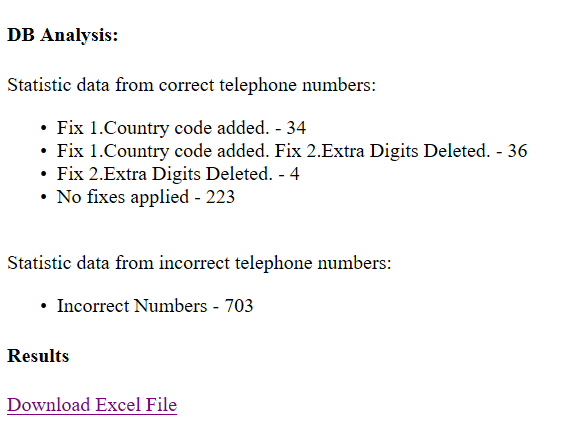 DB Analysis:
Statistic data from correct telephone numbers:
• Fix 1.Country code added. - 34
• Fix 1.Country code added. Fix 2.Extra Digits Deleted. - 36
• Fix 2.Extra Digits Deleted. - 4
• No fixes applied - 223
Statistic data from incorrect telephone numbers:
• Incorrect Numbers - 703
Results
Download Excel File